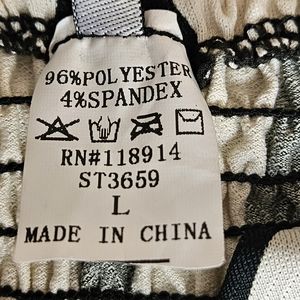 96%POLYESTER
4%SPANDEX
RN#118914
ST3659
L
MADE IN CHINA